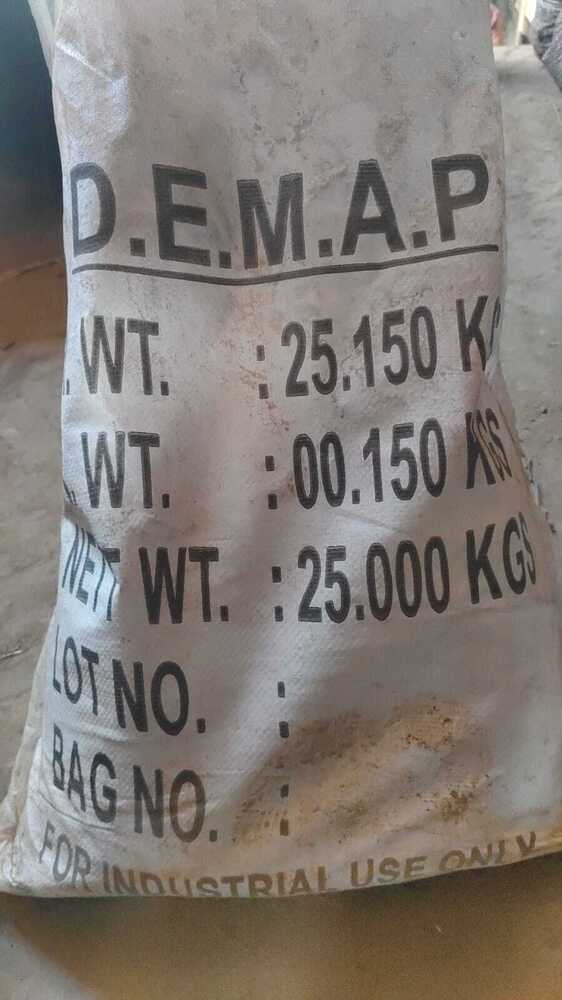 D.E.M.A.P
. WT. : 25.150 KGS
. WT. : 00.150 KGS
NETT WT. : 25.000 KGS
LOT NO. :
BAG NO. :
FOR INDUSTRIAL USE ONLY